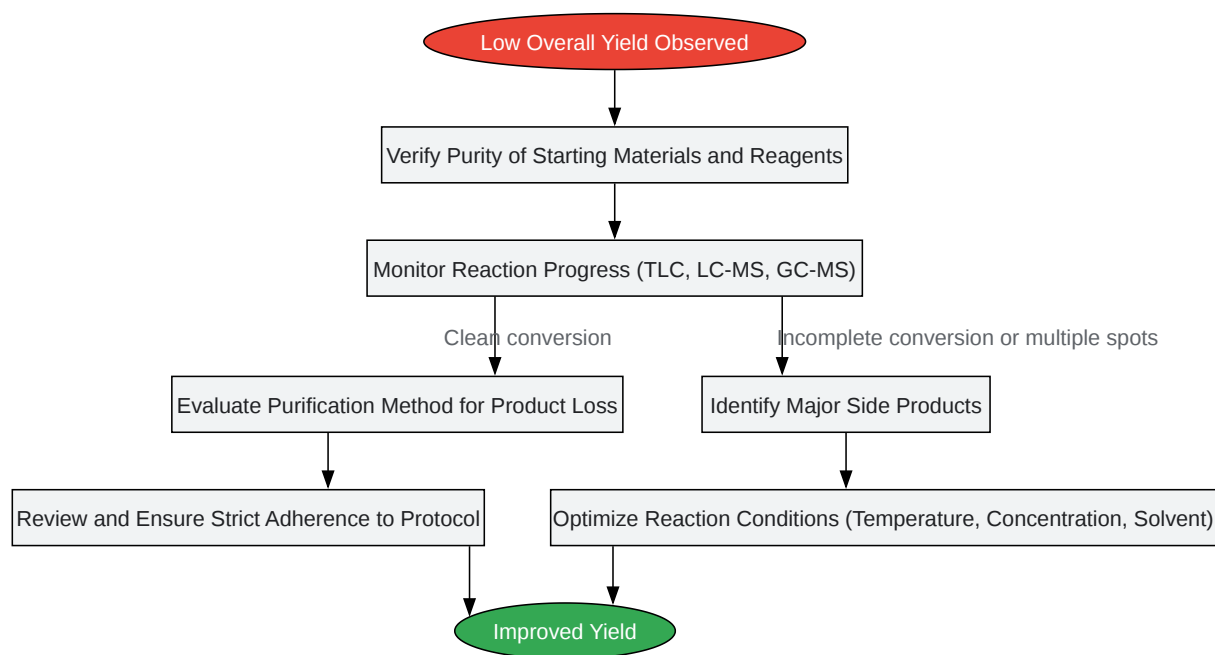 Low Overall Yield Observed
Verify Purity of Starting Materials and Reagents
Monitor Reaction Progress (TLC, LC-MS, GC-MS)
Clean conversion
Incomplete conversion or multiple spots
Evaluate Purification Method for Product Loss
Identify Major Side Products
Review and Ensure Strict Adherence to Protocol
Optimize Reaction Conditions (Temperature, Concentration, Solvent)
Improved Yield